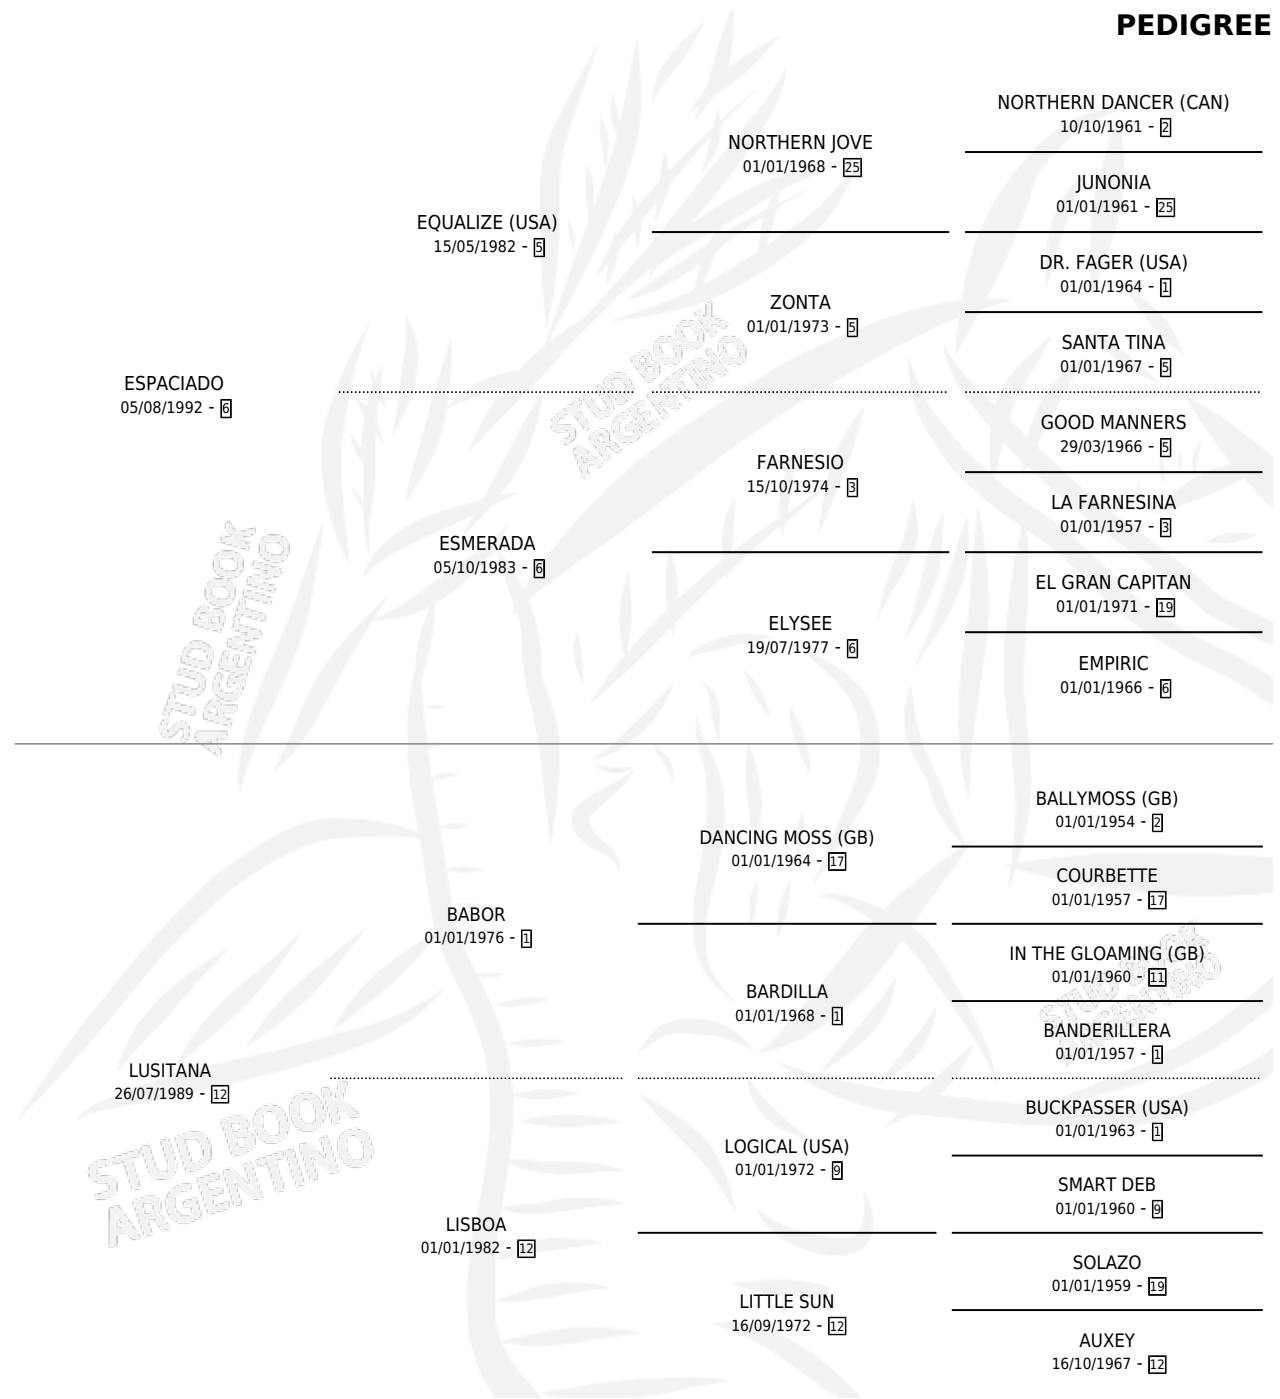 PEDIGREE
NORTHERN DANCER (CAN)
10/10/1961 - 2
NORTHERN JOVE
01/01/1968 - 25
JUNONIA
01/01/1961 - 25
EQUALIZE (USA)
15/05/1982 - 5
DR. FAGER (USA)
01/01/1964 - 1
ZONTA
01/01/1973 - 5
SANTA TINA
01/01/1967 - 5
ESPACIADO
05/08/1992 - 6
GOOD MANNERS
29/03/1966 - 5
FARNESIO
15/10/1974 - 3
LA FARNESINA
01/01/1957 - 3
ESMERADA
05/10/1983 - 6
EL GRAN CAPITAN
01/01/1971 - 19
ELYSEE
19/07/1977 - 6
EMPIRIC
01/01/1966 - 6
BALLYMOSS (GB)
01/01/1954 - 2
DANCING MOSS (GB)
01/01/1964 - 17
COURBETTE
01/01/1957 - 17
BABOR
01/01/1976 - 1
IN THE GLOAMING (GB)
01/01/1960 - 11
BARDILLA
01/01/1968 - 1
BANDERILLERA
01/01/1957 - 1
LUSITANA
26/07/1989 - 12
BUCKPASSER (USA)
01/01/1963 - 1
LOGICAL (USA)
01/01/1972 - 9
SMART DEB
01/01/1960 - 9
LISBOA
01/01/1982 - 12
SOLAZO
01/01/1959 - 19
LITTLE SUN
16/09/1972 - 12
AUXEY
16/10/1967 - 12
STUD BOOK
ARGENTINO
STUD BOOK
ARGENTINO
STUD BOOK
ARGENTINO
STUD BOOK
ARGENTINO